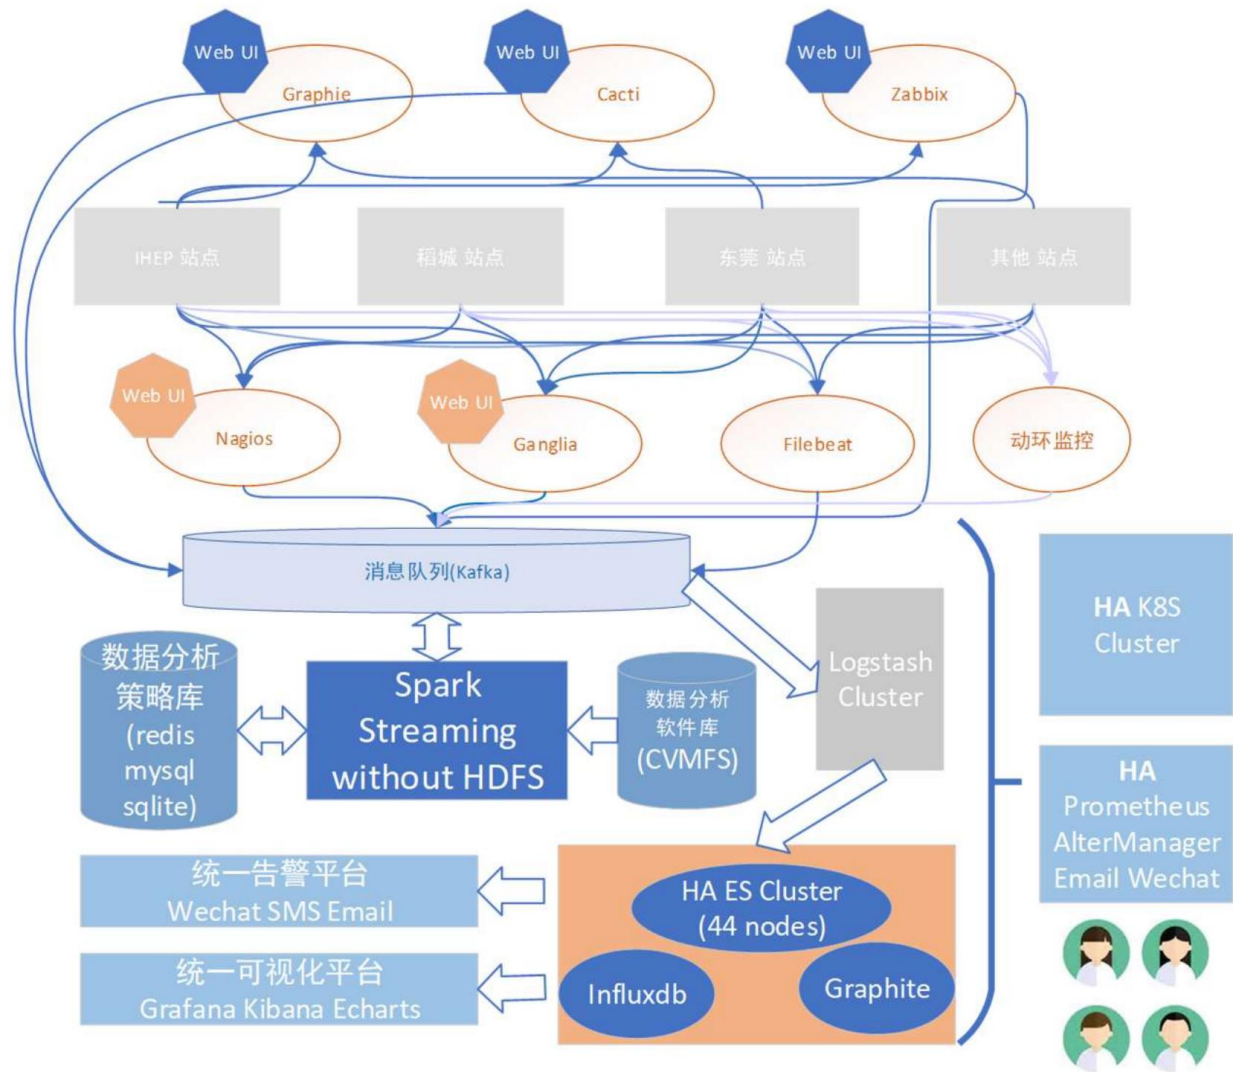 Web UI
Graphie
Web UI
Cacti
Web UI
Zabbix
IHEP 站点
稻城 站点
东莞 站点
其他 站点
Web UI
Nagios
Web UI
Ganglia
Filebeat
动环监控
消息队列(Kafka)
数据分析
策略库
(redis
mysql
sqlite)
Spark
Streaming
without HDFS
数据分析
软件库
(CVMFS)
Logstash
Cluster
HA K8S
Cluster
HA
Prometheus
AlterManager
Email Wechat
统一告警平台
Wechat SMS Email
统一可视化平台
Grafana Kibana Echarts
HA ES Cluster
(44 nodes)
Influxdb
Graphite